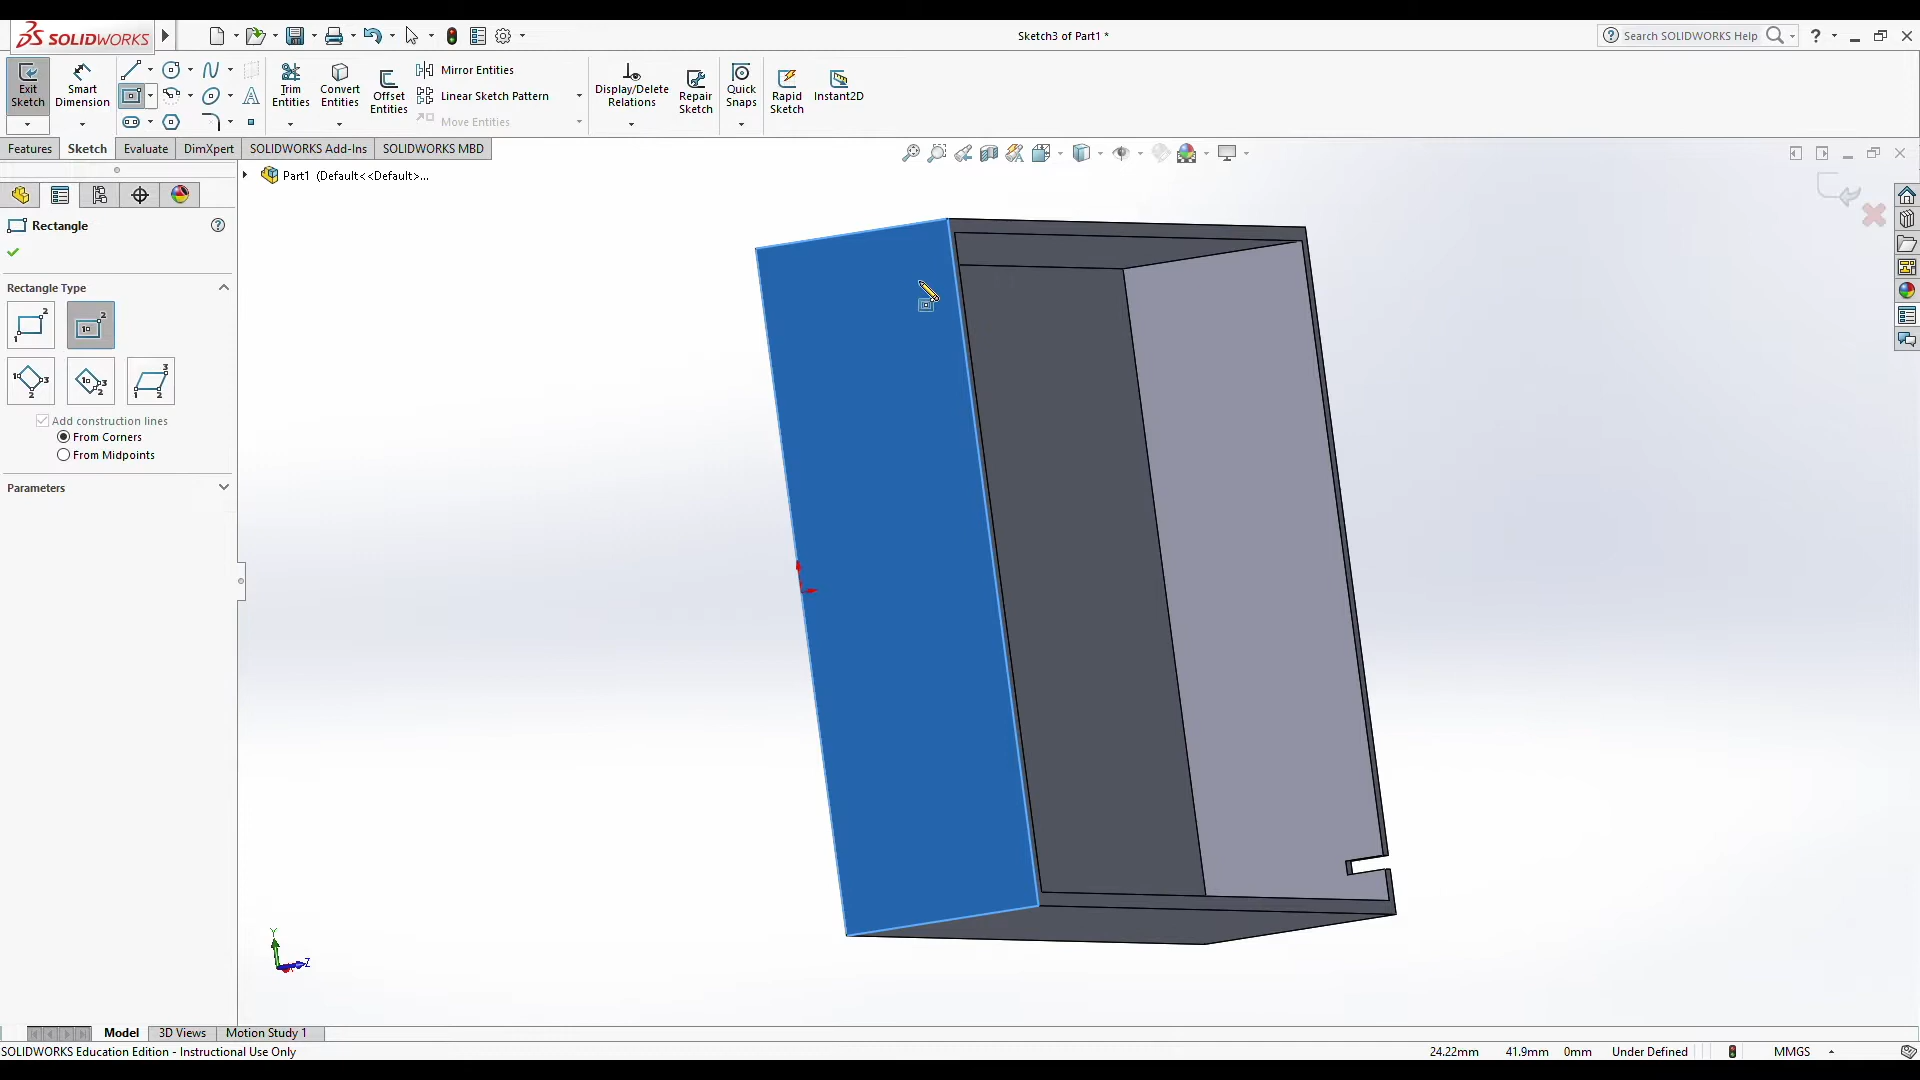 SOLIDWORKS
Sketch3 of Part1 *
Search SOLIDWORKS Help
Exit Sketch
Smart Dimension
Trim Entities
Convert Entities
Offset Entities
Mirror Entities
Linear Sketch Pattern
Move Entities
Display/Delete Relations
Repair Sketch
Quick Snaps
Rapid Sketch
Instant2D
Features
Sketch
Evaluate
DimXpert
SOLIDWORKS Add-Ins
SOLIDWORKS MBD
Part1 (Default<<Default>...
Rectangle
Rectangle Type
Add construction lines
From Corners
From Midpoints
Parameters
Y
Z
Model
3D Views
Motion Study 1
SOLIDWORKS Education Edition - Instructional Use Only
24.22mm
41.9mm
0mm
Under Defined
MMGS